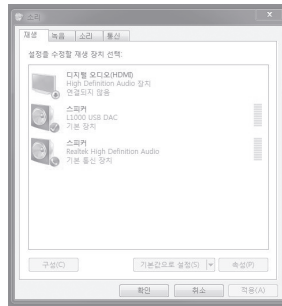 소리
재생 녹음 소리 통신
설정을 수정할 재생 장치 선택:
디지털 오디오(HDMI)
High Definition Audio 장치
연결되지 않음
스피커
L1000 USB DAC
기본 장치
스피커
Realtek High Definition Audio
기본 통신 장치
구성(C) 기본값으로 설정(S) 속성(P)
확인 취소 적용(A)